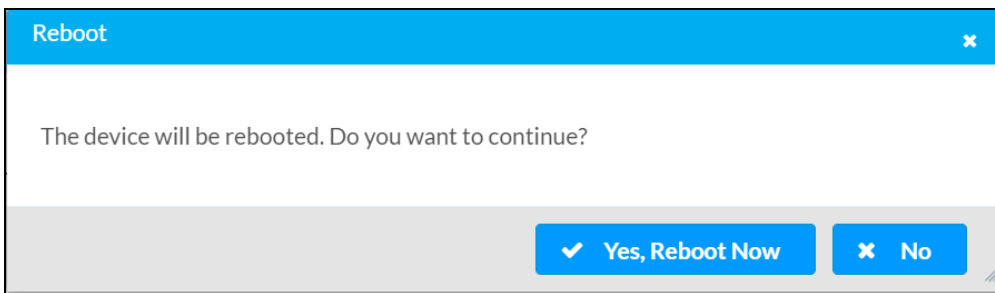 Reboot
The device will be rebooted. Do you want to continue?
Yes, Reboot Now
No